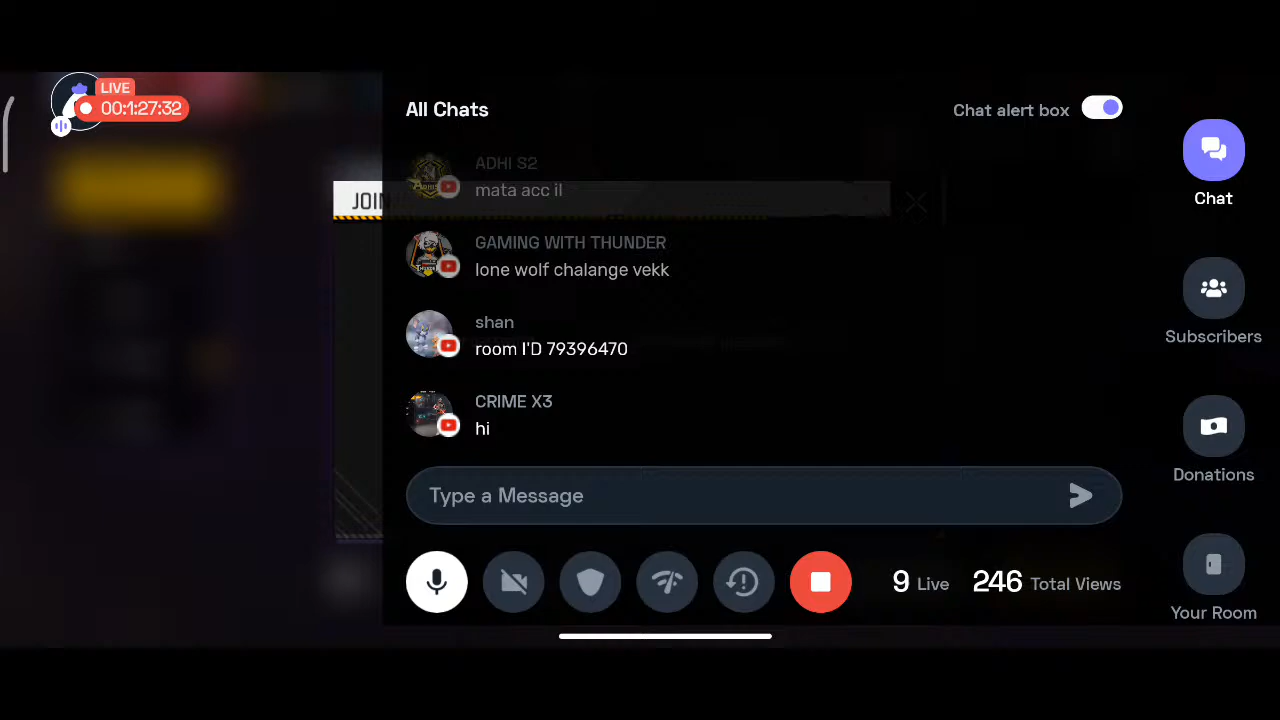 LIVE
00:1:27:32
All Chats
Chat alert box
ADHI S2
mata acc il
JOIN
GAMING WITH THUNDER
lone wolf chalange vekk
shan
room I'D 79396470
CRIME X3
hi
Type a Message
9 Live 246 Total Views
Chat
Subscribers
Donations
Your Room